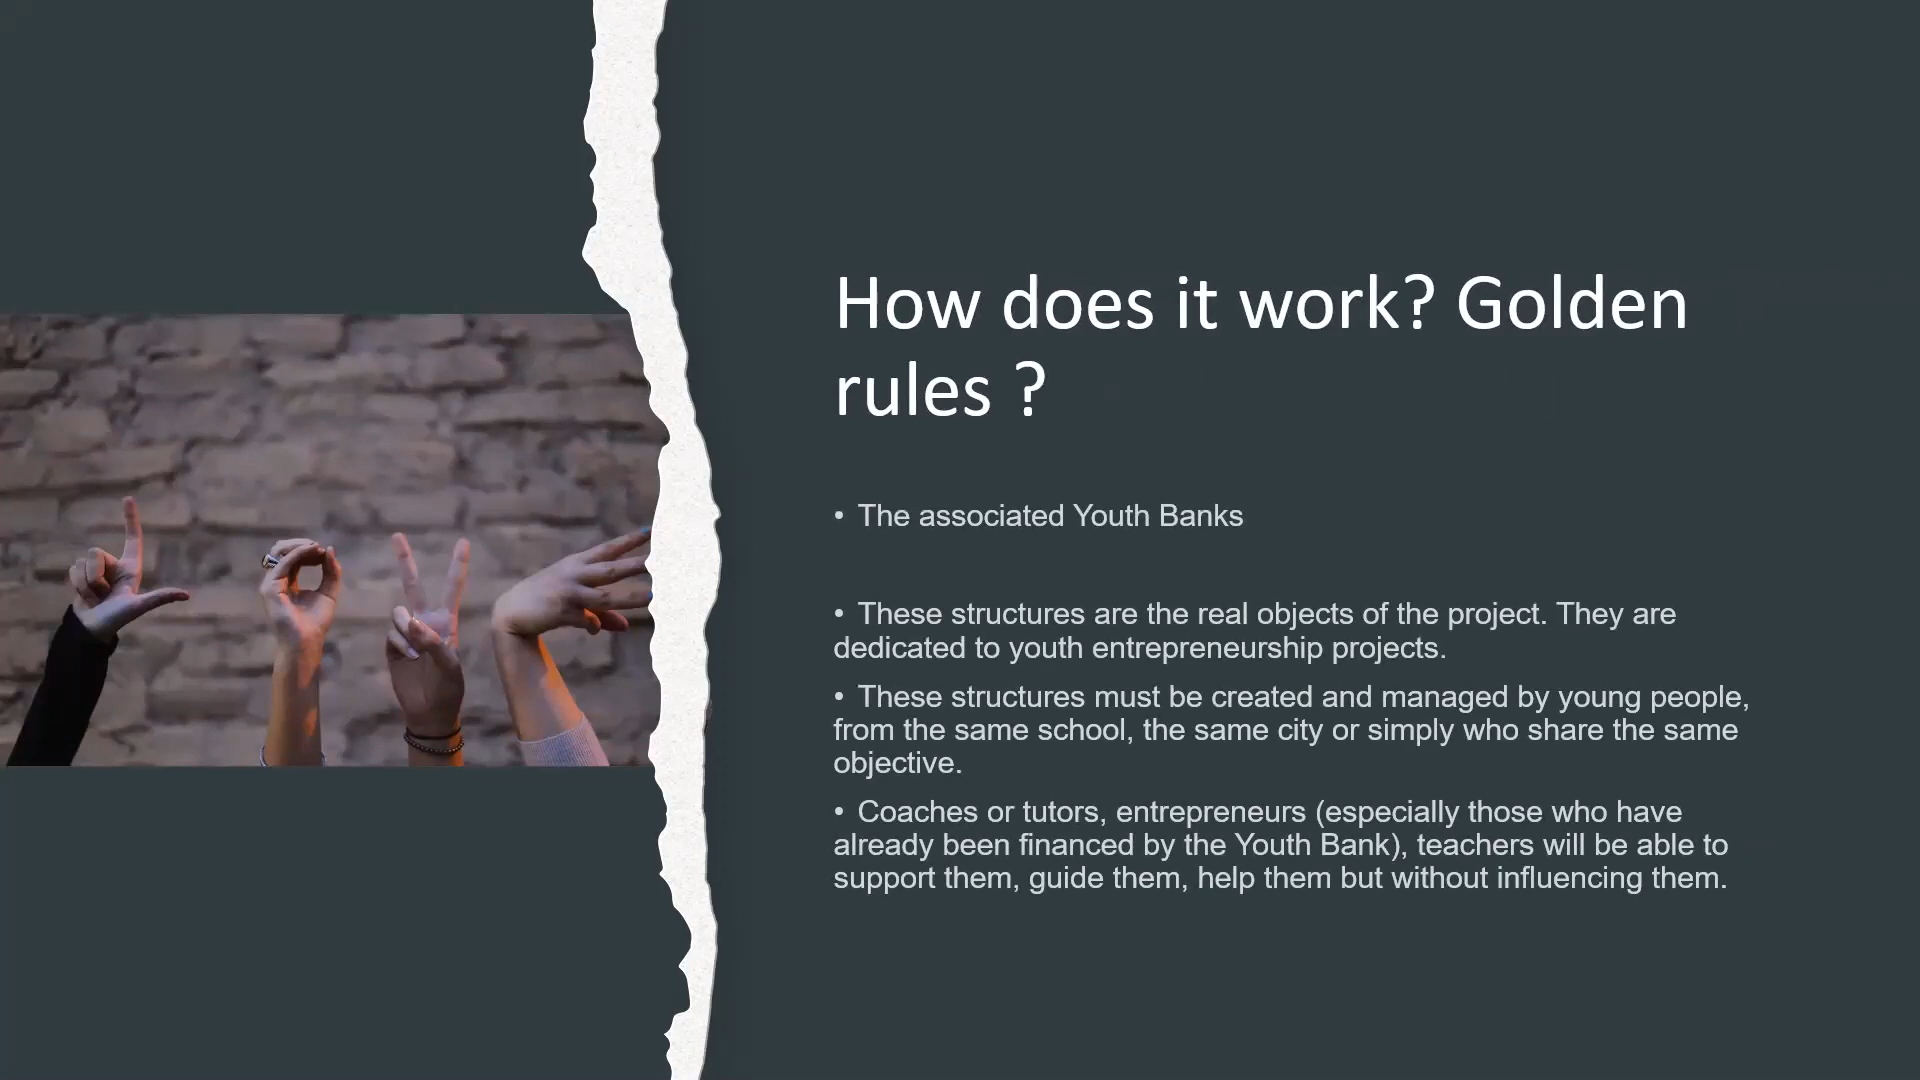 How does it work? Golden
rules ?
• The associated Youth Banks
• These structures are the real objects of the project. They are
dedicated to youth entrepreneurship projects.
• These structures must be created and managed by young people,
from the same school, the same city or simply who share the same
objective.
• Coaches or tutors, entrepreneurs (especially those who have
already been financed by the Youth Bank), teachers will be able to
support them, guide them, help them but without influencing them.